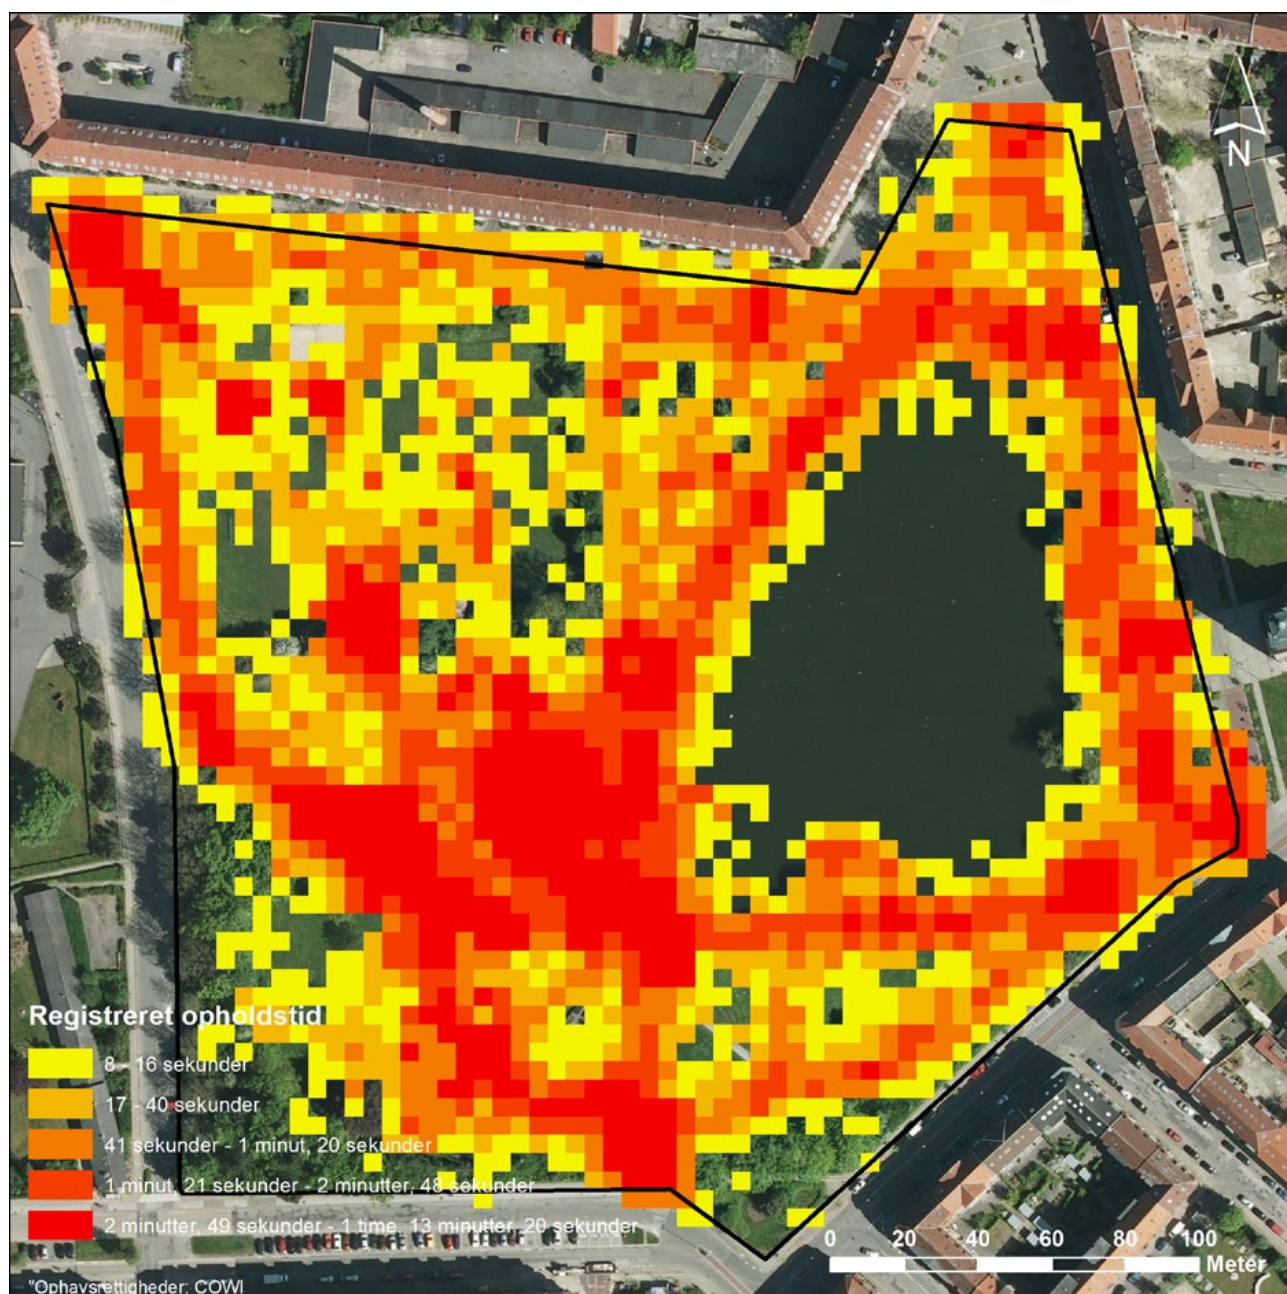 N
Registreret opholdstid
8 - 16 sekunder
17 - 40 sekunder
41 sekunder - 1 minut, 20 sekunder
1 minut, 21 sekunder - 2 minutter, 48 sekunder
2 minutter, 49 sekunder - 1 time, 13 minutter, 20 sekunder
0 20 40 60 80 100
Meter
"Ophavsrettigheder: COWI